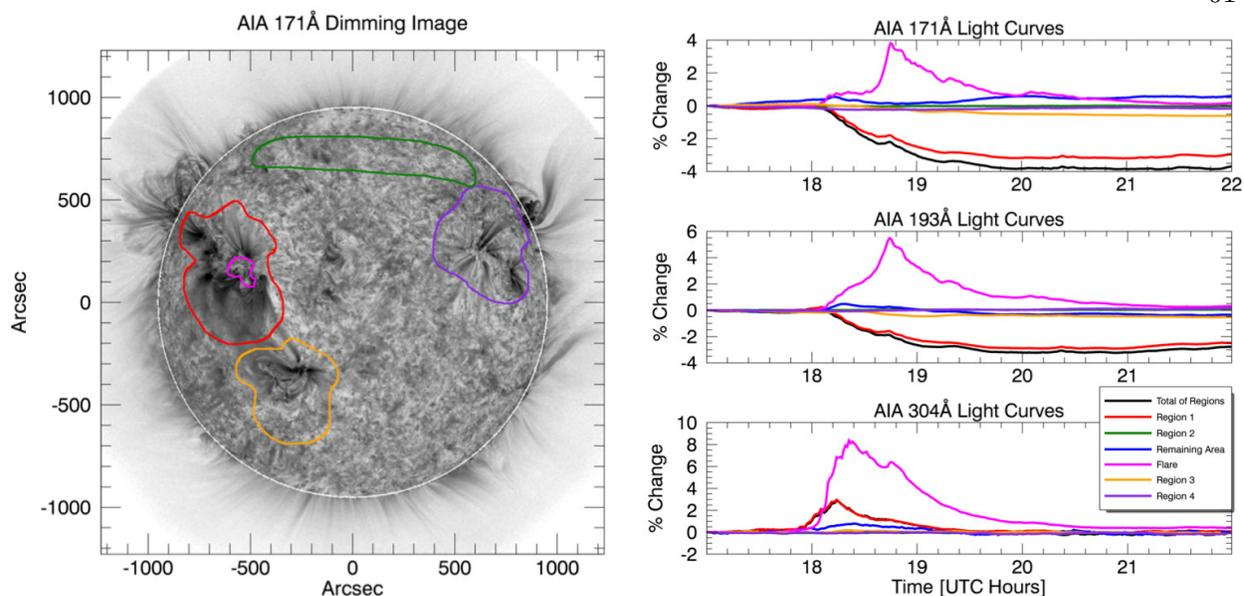 AIA 171Å Dimming Image
1000
500
0
-500
-1000
Arcsec
-1000 -500 0 500 1000
Arcsec
AIA 171Å Light Curves
4
2
0
-2
-4
% Change
18 19 20 21 22
AIA 193Å Light Curves
6
4
2
0
-2
-4
% Change
18 19 20 21
AIA 304Å Light Curves
10
8
6
4
2
0
-2
% Change
18 19 20 21
Time [UTC Hours]
Total of Regions
Region 1
Region 2
Remaining Area
Flare
Region 3
Region 4